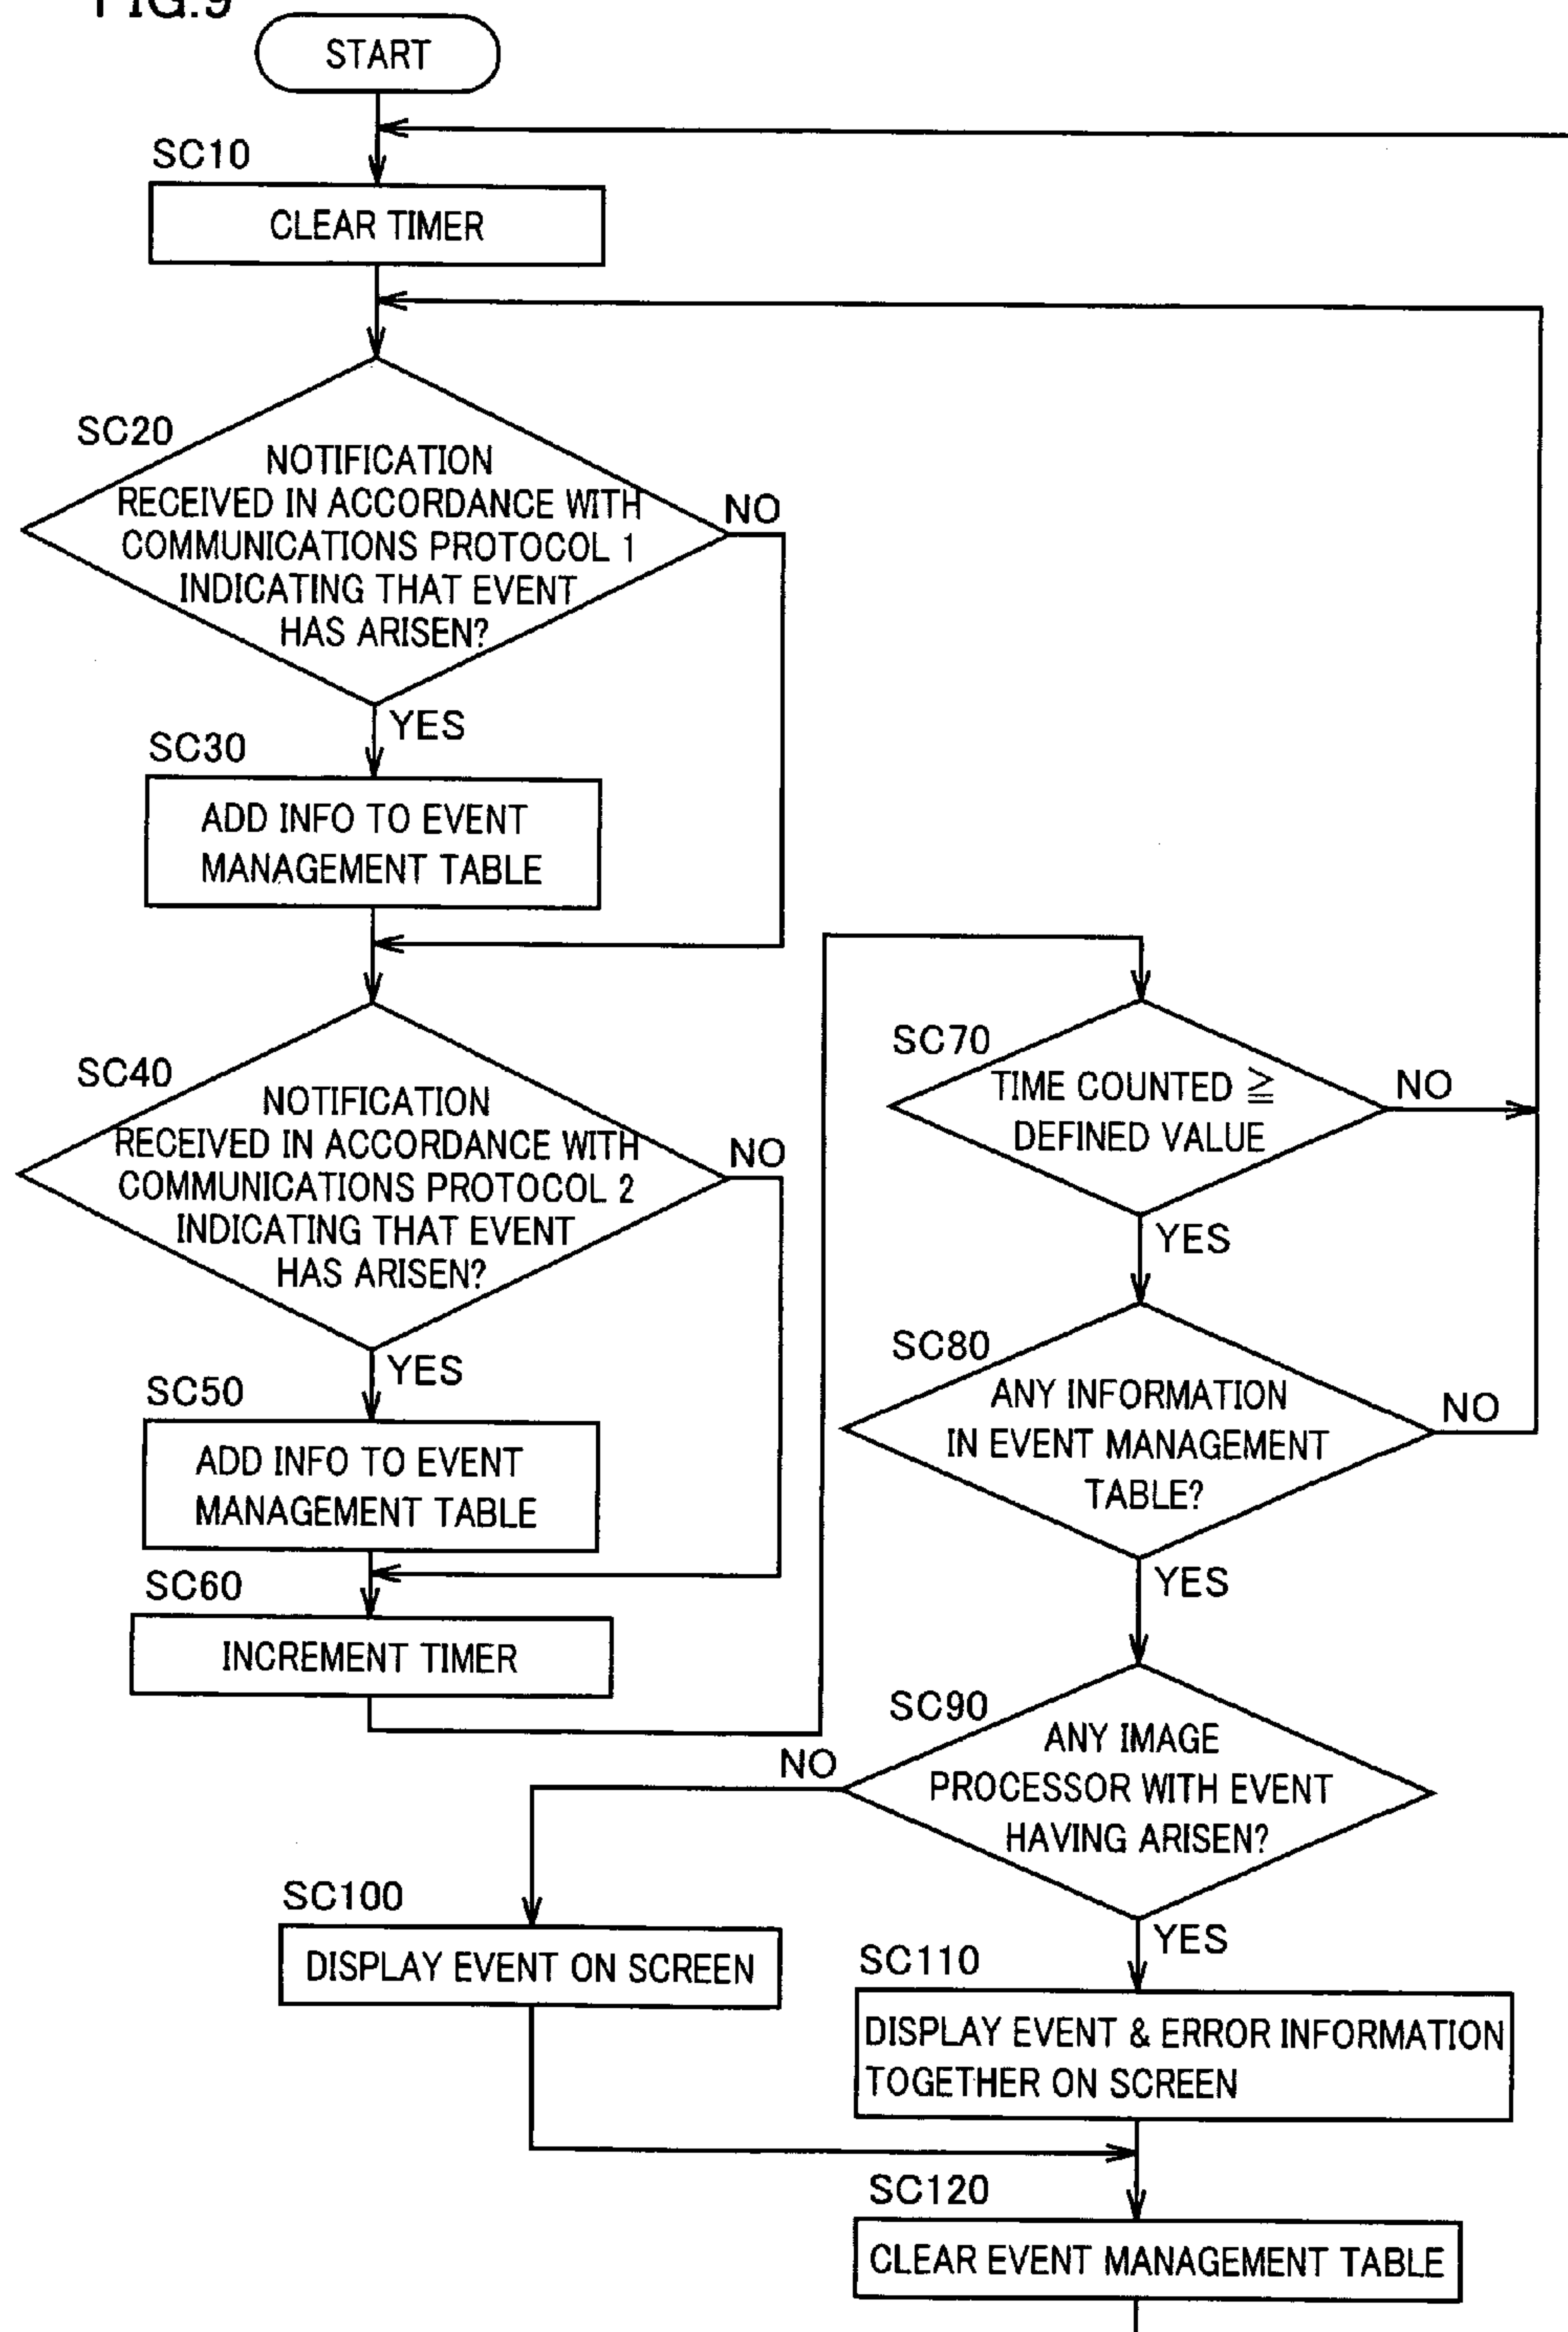 FIG.9
START
SC10
CLEAR TIMER
SC20
NOTIFICATION
RECEIVED IN ACCORDANCE WITH
COMMUNICATIONS PROTOCOL 1
INDICATING THAT EVENT
HAS ARISEN?
NO
YES
SC30
ADD INFO TO EVENT
MANAGEMENT TABLE
SC40
NOTIFICATION
RECEIVED IN ACCORDANCE WITH
COMMUNICATIONS PROTOCOL 2
INDICATING THAT EVENT
HAS ARISEN?
NO
YES
SC50
ADD INFO TO EVENT
MANAGEMENT TABLE
SC60
INCREMENT TIMER
SC70
TIME COUNTED ≧
DEFINED VALUE
NO
YES
SC80
ANY INFORMATION
IN EVENT MANAGEMENT
TABLE?
NO
YES
SC90
ANY IMAGE
PROCESSOR WITH EVENT
HAVING ARISEN?
NO
YES
SC100
DISPLAY EVENT ON SCREEN
SC110
DISPLAY EVENT & ERROR INFORMATION
TOGETHER ON SCREEN
SC120
CLEAR EVENT MANAGEMENT TABLE